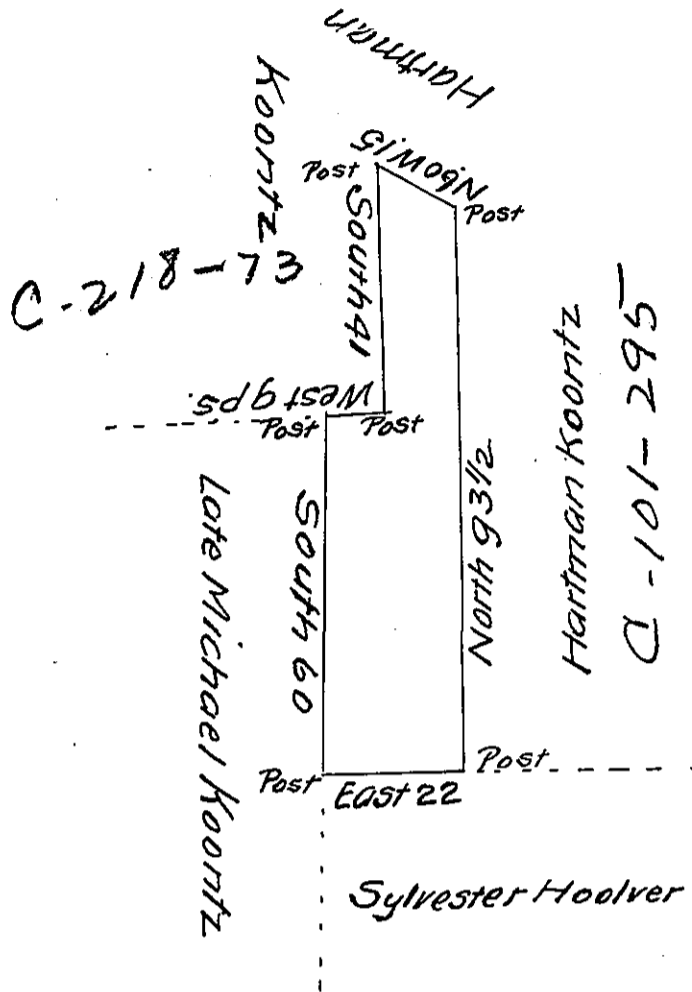 Hartman
Koontz
N60W15
Post
Post
South 41
C-218-73
West 9ps.
Post
Post
South 60
North 93½
Hartman Koontz
C-101-295
Late Michael Koontz
Post
Post
East 22
Sylvester Hoolver